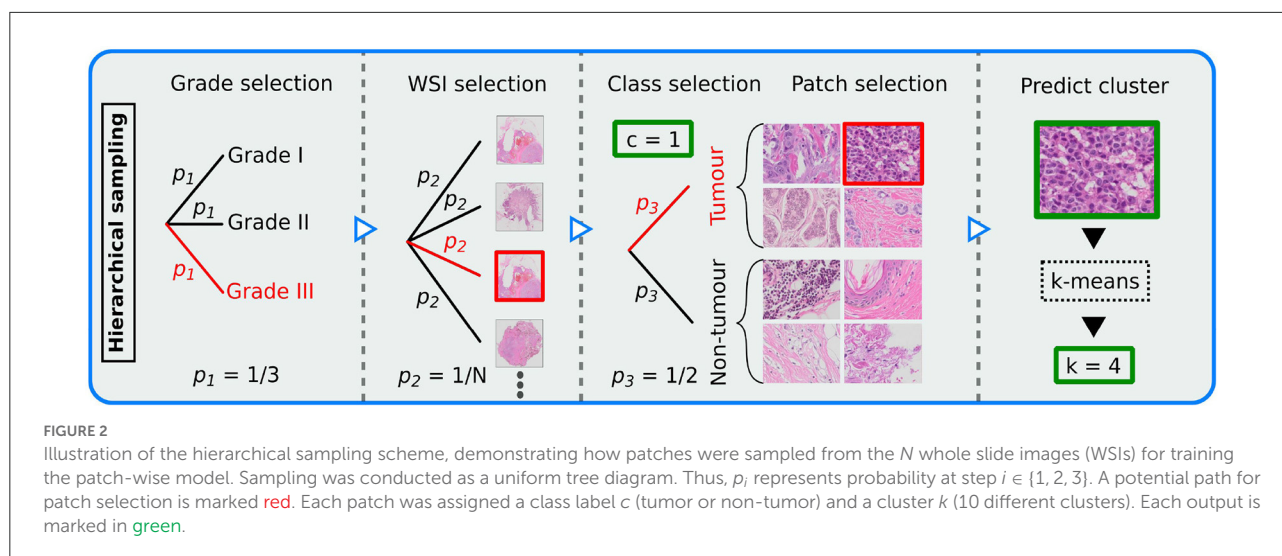 Hierarchical sampling
Grade selection
p1
Grade I
p1
Grade II
p1
Grade III
p1 = 1/3
WSI selection
p2
p2
p2
p2
p2 = 1/N
Class selection
c = 1
p3
p3
p3 = 1/2
Patch selection
Tumour
Non-tumour
Predict cluster
k-means
k = 4
FIGURE 2
Illustration of the hierarchical sampling scheme, demonstrating how patches were sampled from the N whole slide images (WSIs) for training
the patch-wise model. Sampling was conducted as a uniform tree diagram. Thus, pi represents probability at step i ∈ {1, 2, 3}. A potential path for
patch selection is marked red. Each patch was assigned a class label c (tumor or non-tumor) and a cluster k (10 different clusters). Each output is
marked in green.